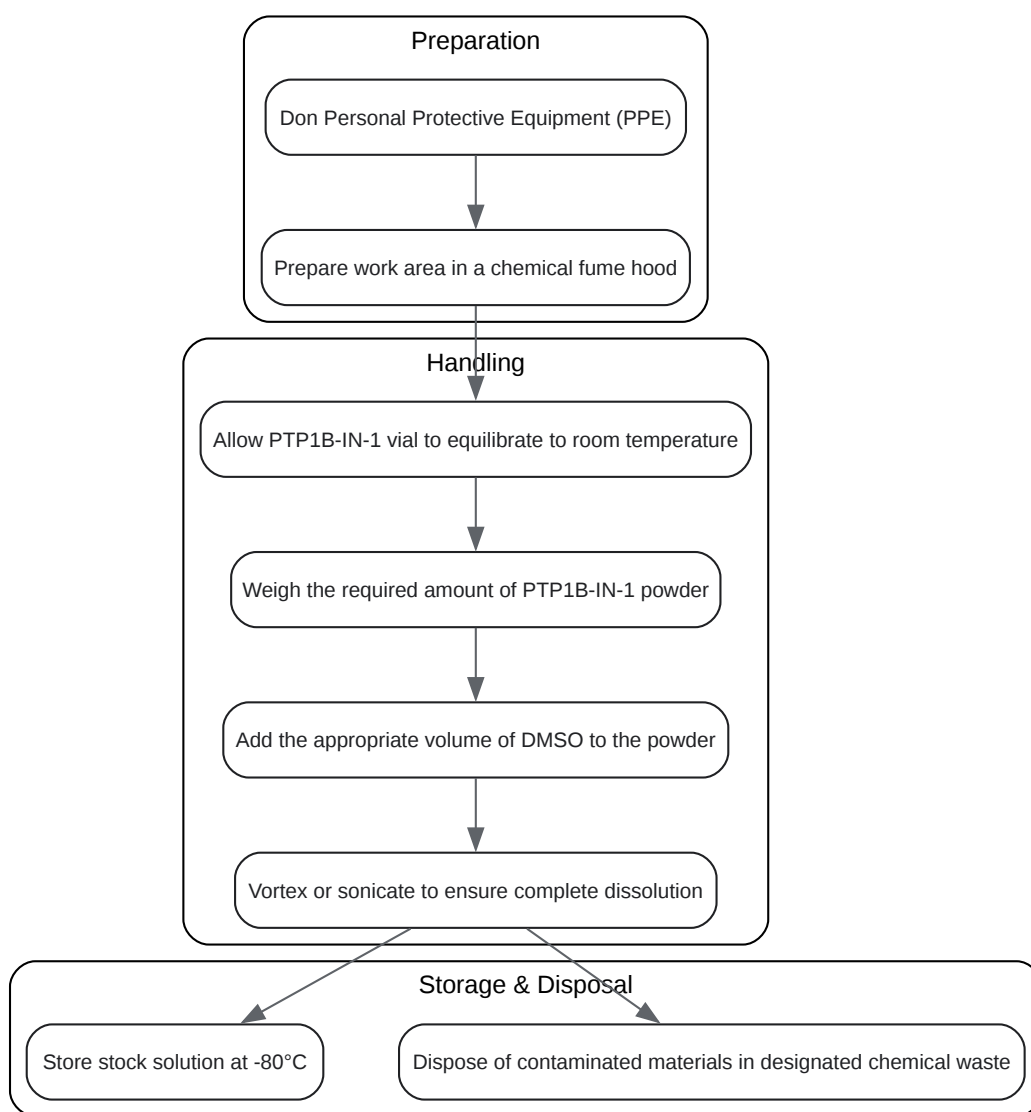 Preparation
Don Personal Protective Equipment (PPE)
Prepare work area in a chemical fume hood
Handling
Allow PTP1B-IN-1 vial to equilibrate to room temperature
Weigh the required amount of PTP1B-IN-1 powder
Add the appropriate volume of DMSO to the powder
Vortex or sonicate to ensure complete dissolution
Storage & Disposal
Store stock solution at -80°C
Dispose of contaminated materials in designated chemical waste